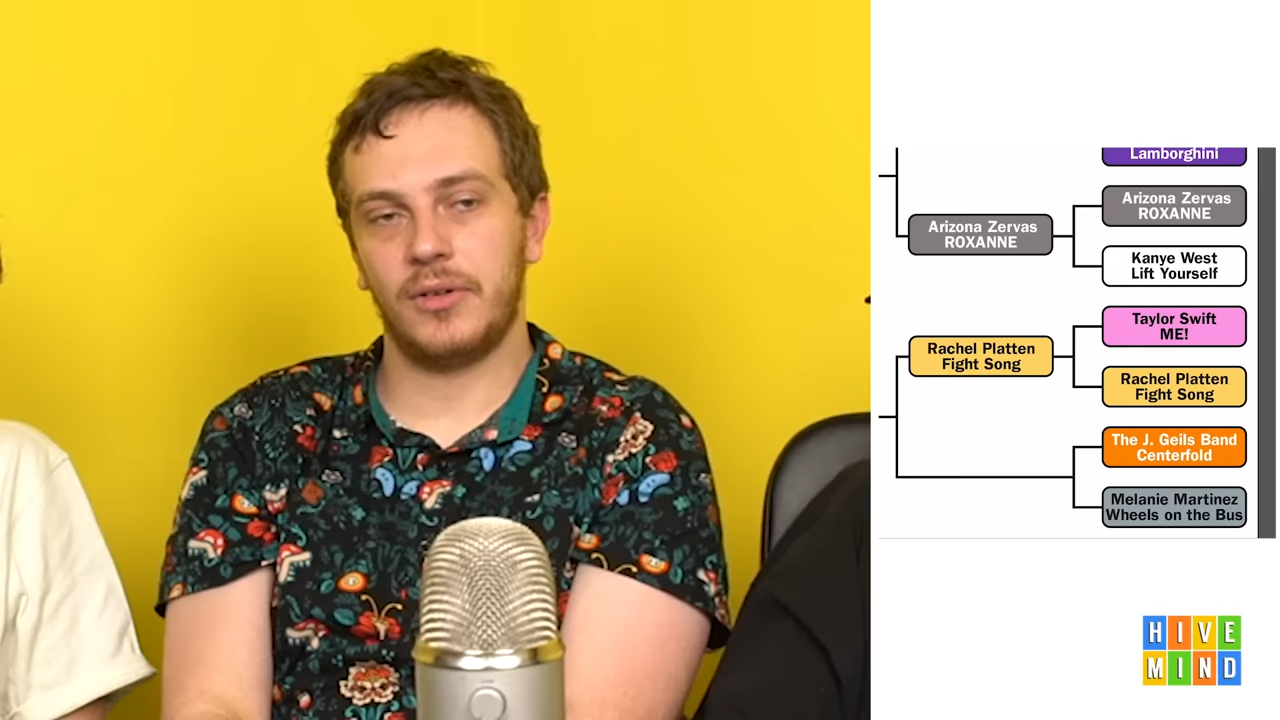 Lamborghini
Arizona Zervas
ROXANNE
Arizona Zervas
ROXANNE
Kanye West
Lift Yourself
Taylor Swift
ME!
Rachel Platten
Fight Song
Rachel Platten
Fight Song
The J. Geils Band
Centerfold
Melanie Martinez
Wheels on the Bus
HIVE
MIND